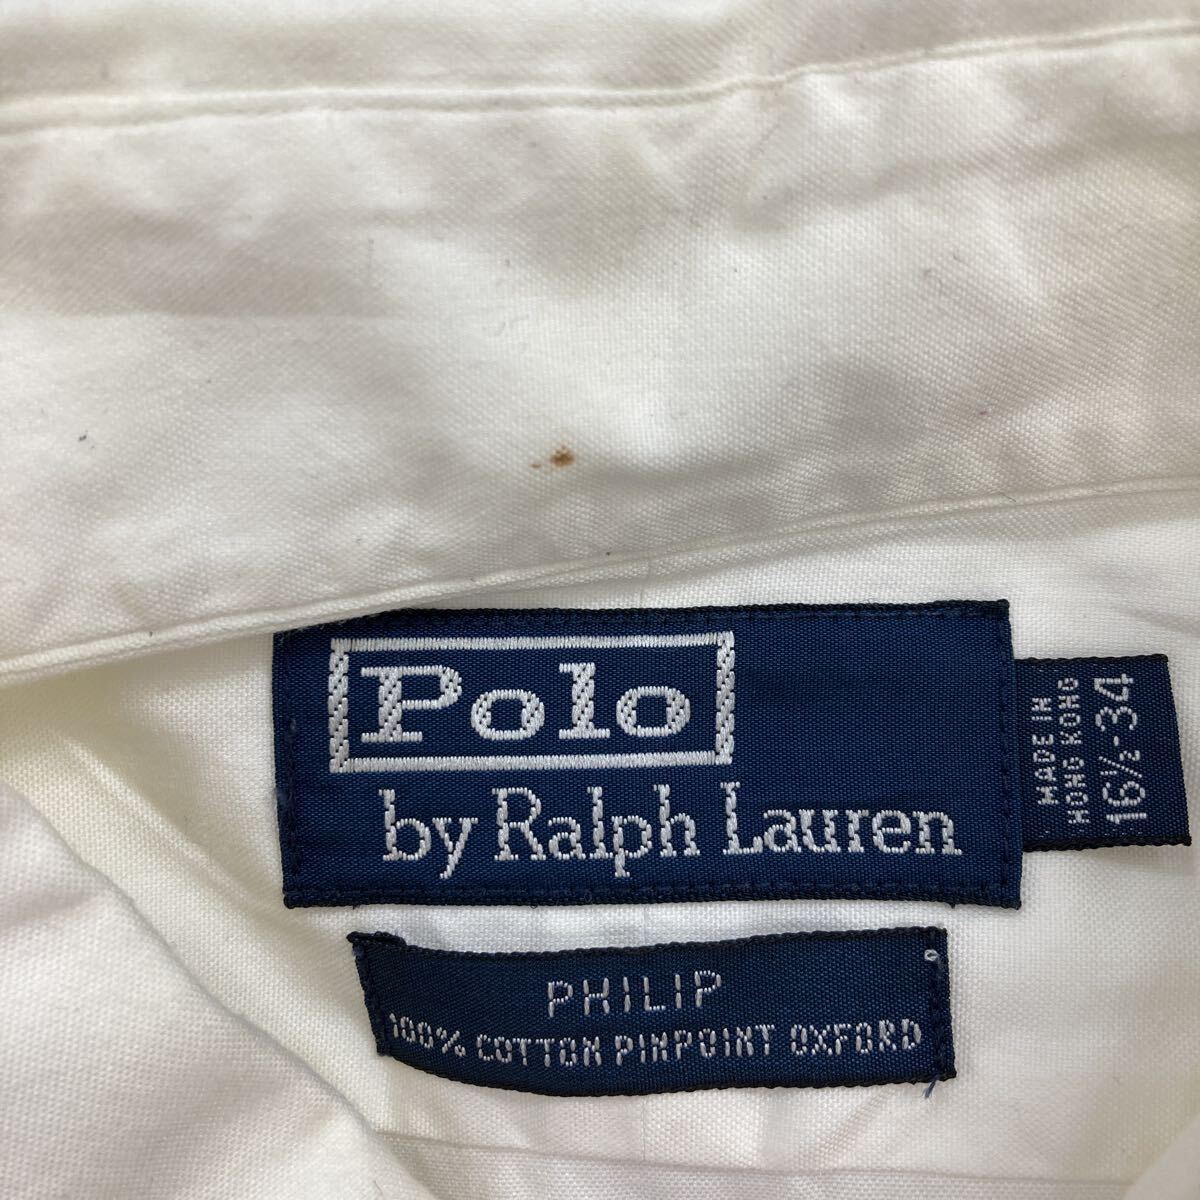 Polo
by Ralph Lauren
MADE IN
HONG KONG
16½-34
PHILIP
100% COTTON PINPOINT OXFORD